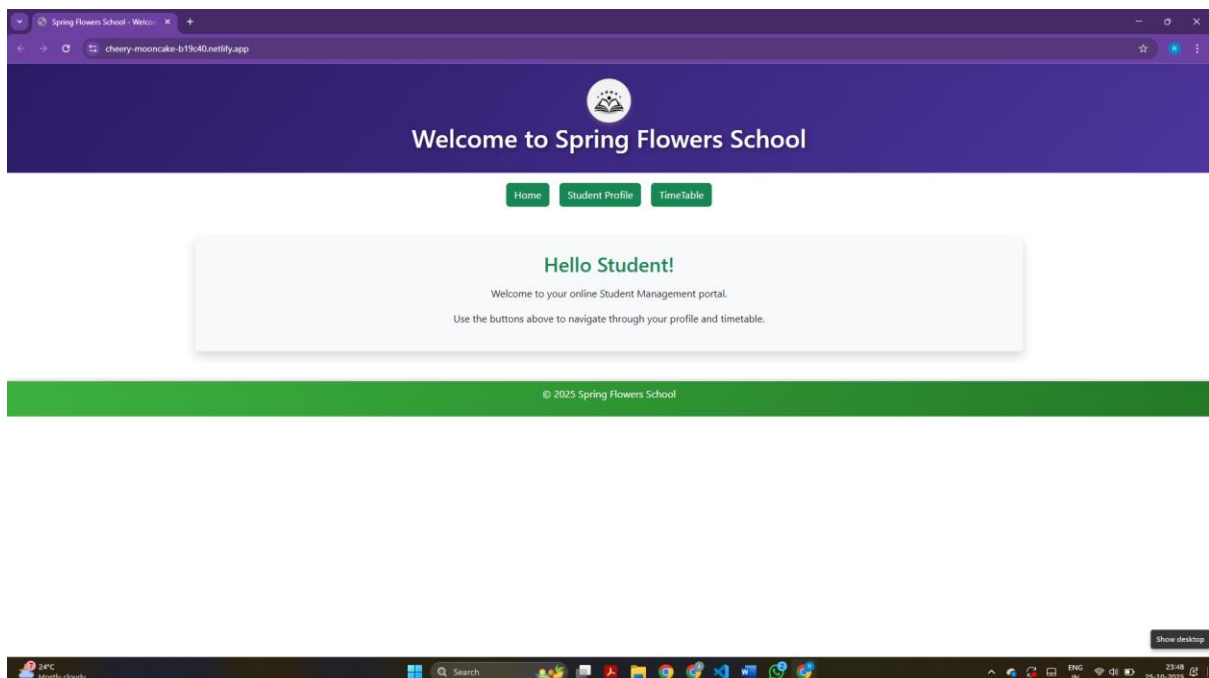 Spring Flowers School - Welco
cheery-mooncake-b19c40.netlify.app
R
Welcome to Spring Flowers School
Home
Student Profile
TimeTable
Hello Student!
Welcome to your online Student Management portal.
Use the buttons above to navigate through your profile and timetable.
© 2025 Spring Flowers School
Show desktop
24°C
Mostly cloudy
Search
ENG
IN
23:48
25-10-2025